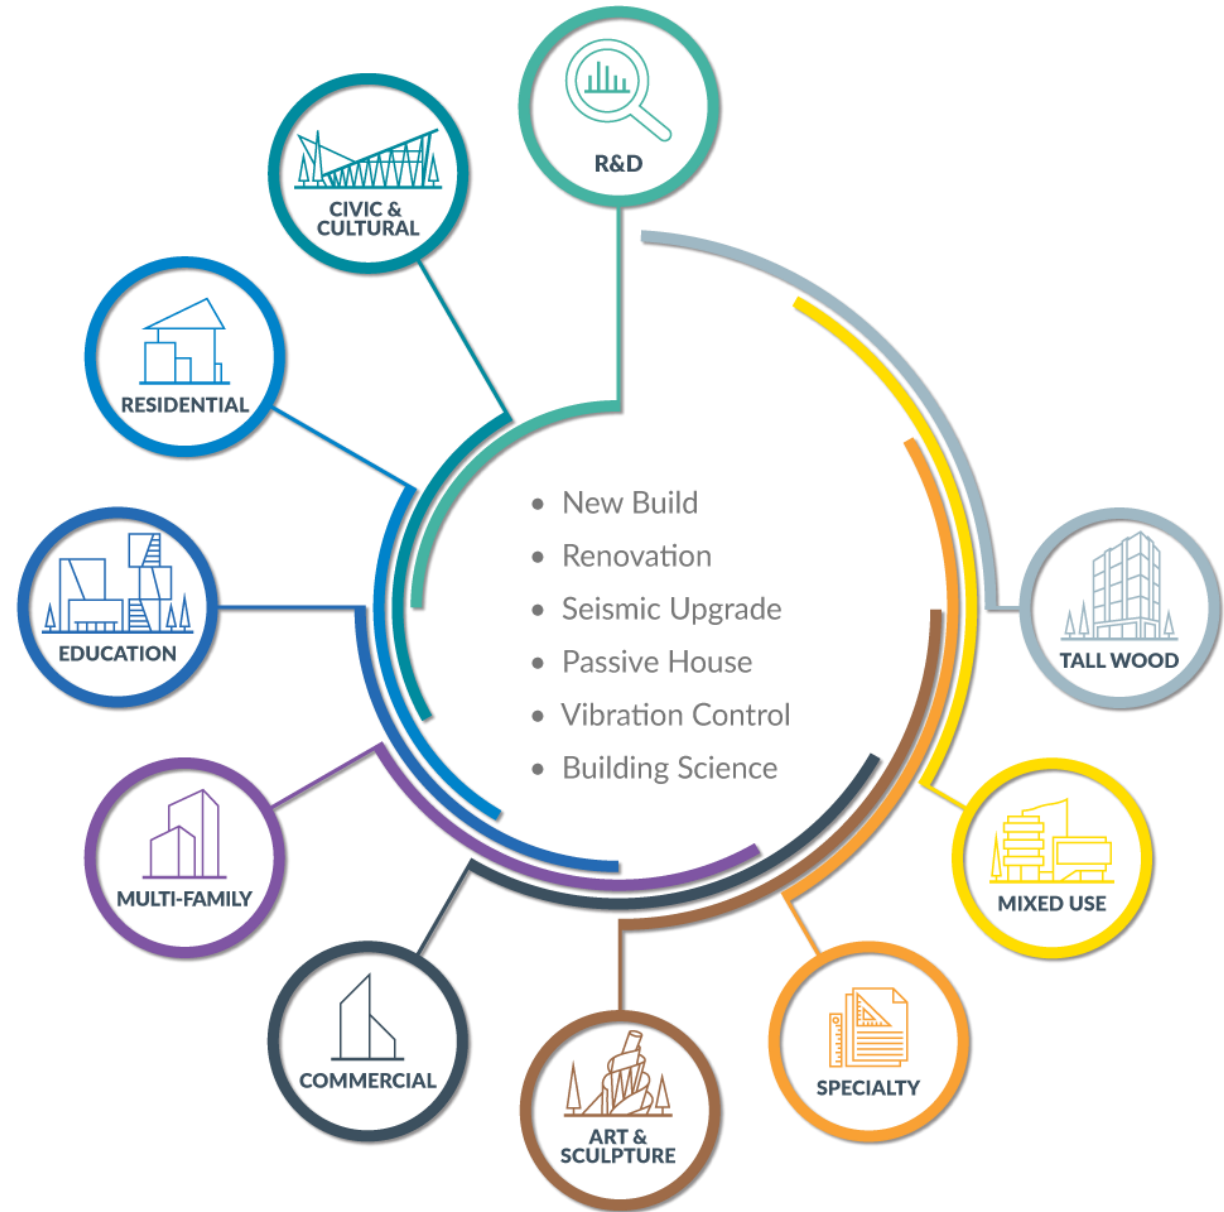 R&D
CIVIC &
CULTURAL
RESIDENTIAL
EDUCATION
MULTI-FAMILY
COMMERCIAL
ART &
SCULPTURE
SPECIALTY
MIXED USE
TALL WOOD
• New Build
• Renovation
• Seismic Upgrade
• Passive House
• Vibration Control
• Building Science